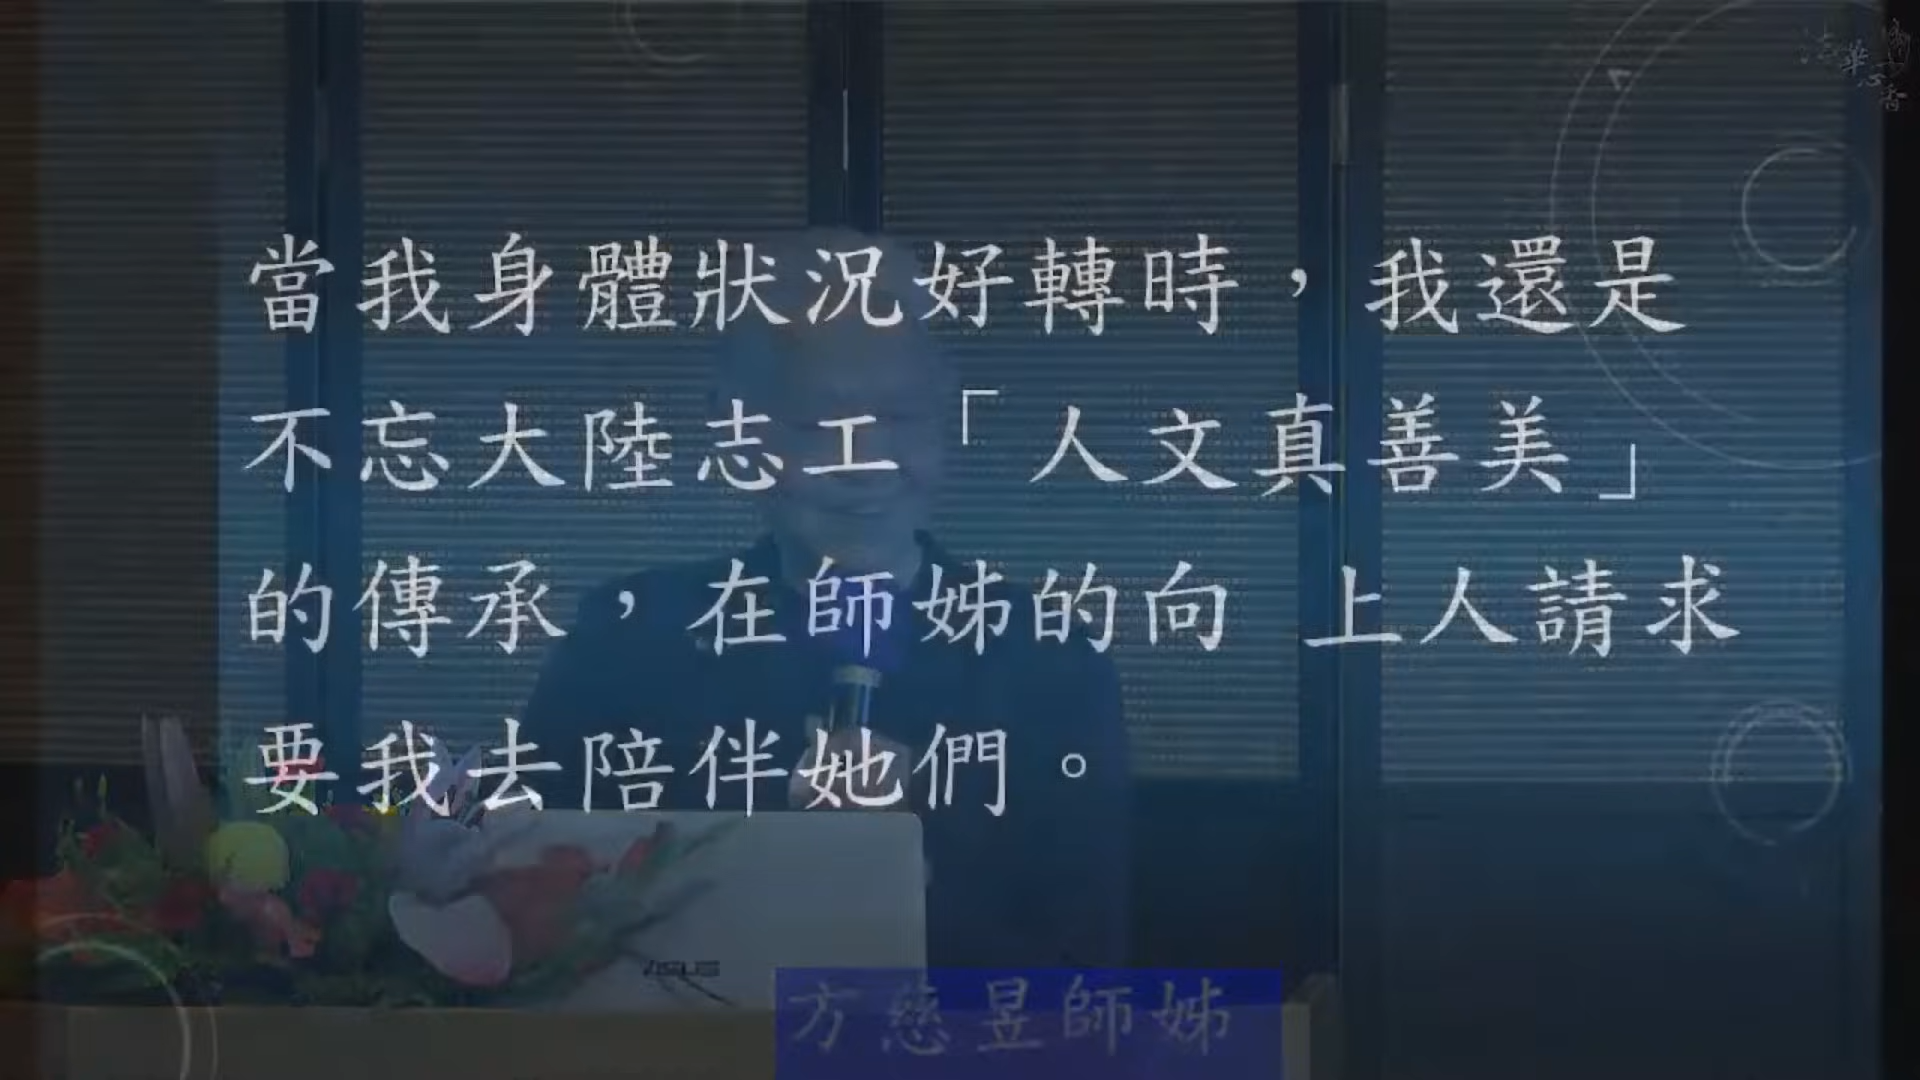 當我身體狀況好轉時，我還是
不忘大陸志工「人文真善美」
的傳承，在師姊的向 上人請求
要我去陪伴她們。
ASUS
方慈昱師姊